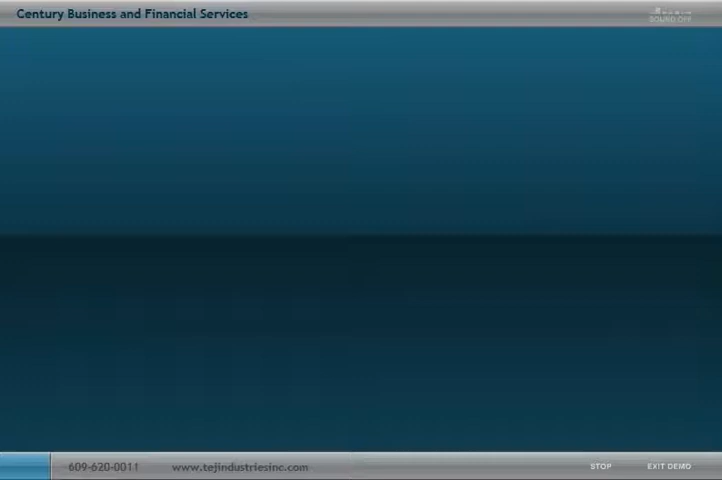 Century Business and Financial Services
SOUND OFF
609-620-0011 www.tejindustriesinc.com STOP EXIT DEMO